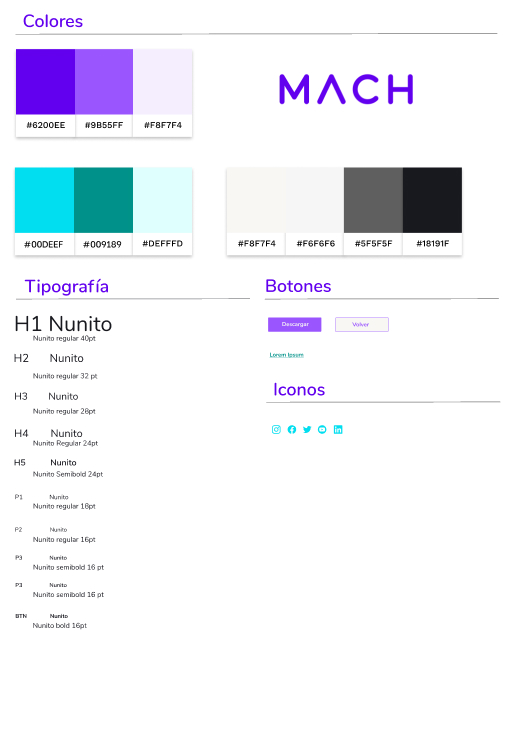 Colores
#6200EE #9B55FF #F8F7F4
MACH
#00DEEF #009189 #DEFFFD
#F8F7F4 #F6F6F6 #5F5F5F #18191F
Tipografía
H1 Nunito
Nunito regular 40pt
H2 Nunito
Nunito regular 32 pt
H3 Nunito
Nunito regular 28pt
H4 Nunito
Nunito Regular 24pt
H5 Nunito
Nunito Semibold 24pt
P1 Nunito
Nunito regular 18pt
P2 Nunito
Nunito regular 16pt
P3 Nunito
Nunito semibold 16 pt
P3 Nunito
Nunito semibold 16 pt
BTN Nunito
Nunito bold 16pt
Botones
Descargar Volver
Lorem Ipsum
Iconos